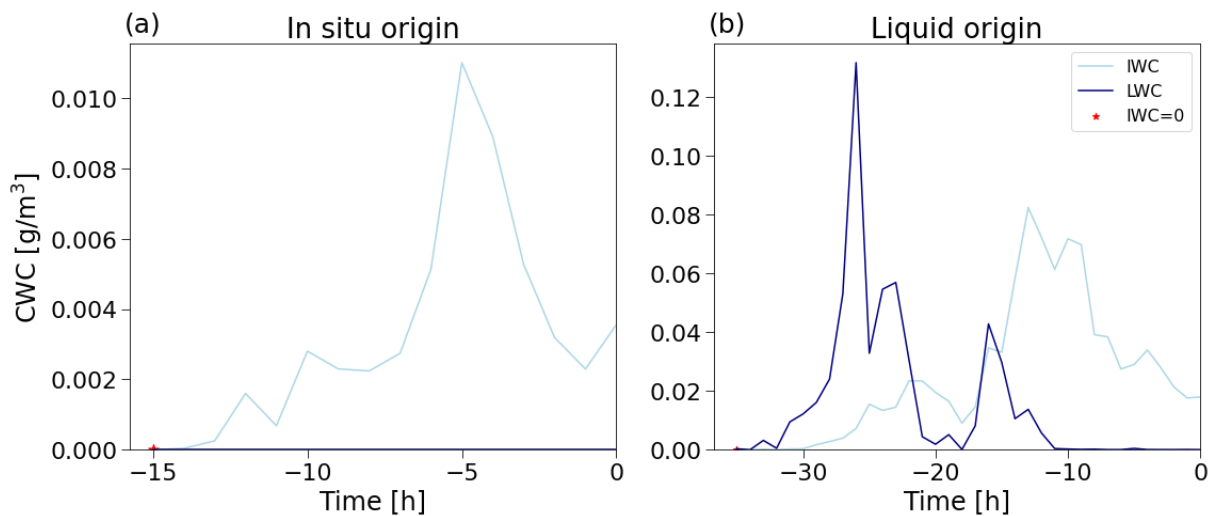 (a)
In situ origin
CWC [g/m³]
0.010
0.008
0.006
0.004
0.002
0.000
−15
−10
−5
0
Time [h]
(b)
Liquid origin
IWC
LWC
IWC=0
0.12
0.10
0.08
0.06
0.04
0.02
0.00
−30
−20
−10
0
Time [h]